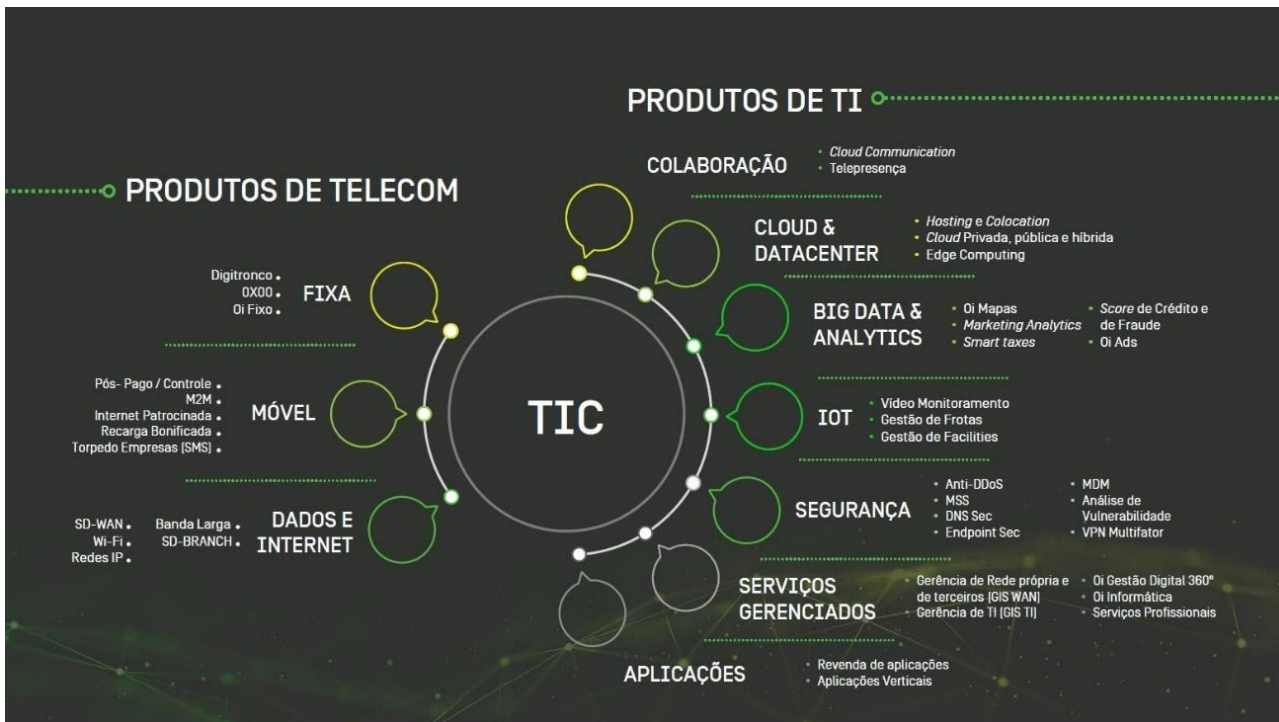 PRODUTOS DE TELECOM
Digitronco •
0X00 •
Oi Fixo •
FIXA
Pós- Pago / Controle •
M2M •
Internet Patrocinada •
Recarga Bonificada •
Torpedo Empresas (SMS) •
MÓVEL
SD-WAN •
Wi-Fi •
Redes IP •
Banda Larga •
SD-BRANCH •
DADOS E
INTERNET
TIC
PRODUTOS DE TI
COLABORAÇÃO
• Cloud Communication
• Telepresença
CLOUD &
DATACENTER
• Hosting e Colocation
• Cloud Privada, pública e híbrida
• Edge Computing
BIG DATA &
ANALYTICS
• Oi Mapas
• Marketing Analytics
• Smart taxes
• Score de Crédito e
de Fraude
• Oi Ads
IOT
• Vídeo Monitoramento
• Gestão de Frotas
• Gestão de Facilities
SEGURANÇA
• Anti-DDoS
• MSS
• DNS Sec
• Endpoint Sec
• MDM
• Análise de
Vulnerabilidade
• VPN Multifator
SERVIÇOS
GERENCIADOS
• Gerência de Rede própria e
de terceiros (GIS WAN)
• Gerência de TI (GIS TI)
• Oi Gestão Digital 360º
• Oi Informática
• Serviços Profissionais
APLICAÇÕES
• Revenda de aplicações
• Aplicações Verticais